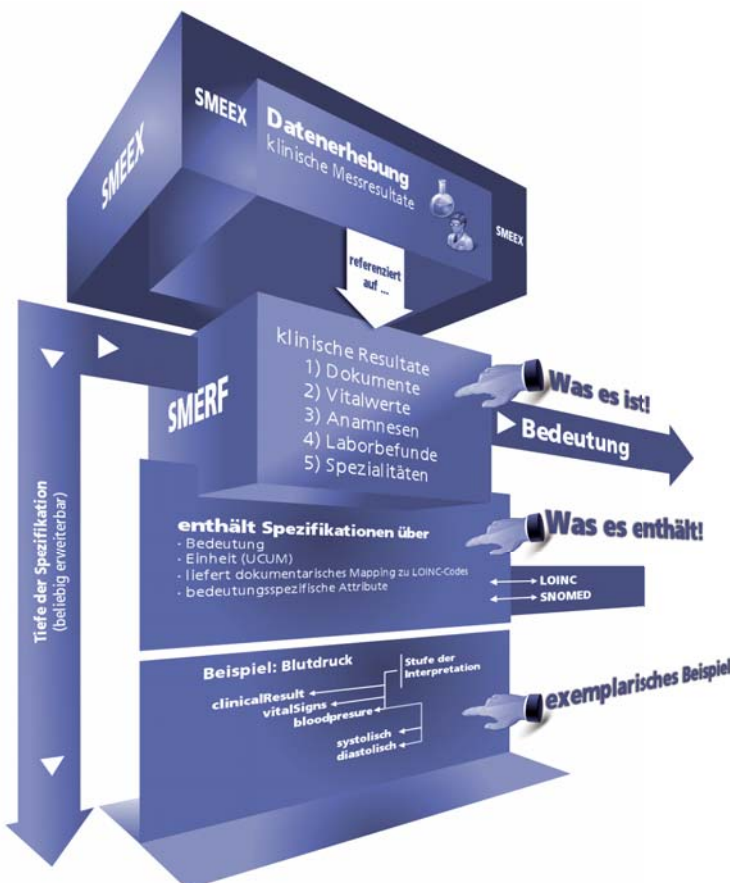 SMEEX
SMEEX
Datenerhebung
klinische Messresultate
SMEEX
referenziert
auf ...
SMERF
klinische Resultate
1) Dokumente
2) Vitalwerte
3) Anamnesen
4) Laborbefunde
5) Spezialitäten
Was es ist!
Bedeutung
Tiefe der Spezifikation
(beliebig erweiterbar)
enthält Spezifikationen über
- Bedeutung
- Einheit (UCUM)
- liefert dokumentarisches Mapping zu LOINC-Codes
- bedeutungsspezifische Attribute
Was es enthält!
LOINC
SNOMED
Beispiel: Blutdruck
Stufe der
Interpretation
clinicalResult
vitalSigns
bloodpresure
systolisch
diastolisch
exemplarisches Beispiel